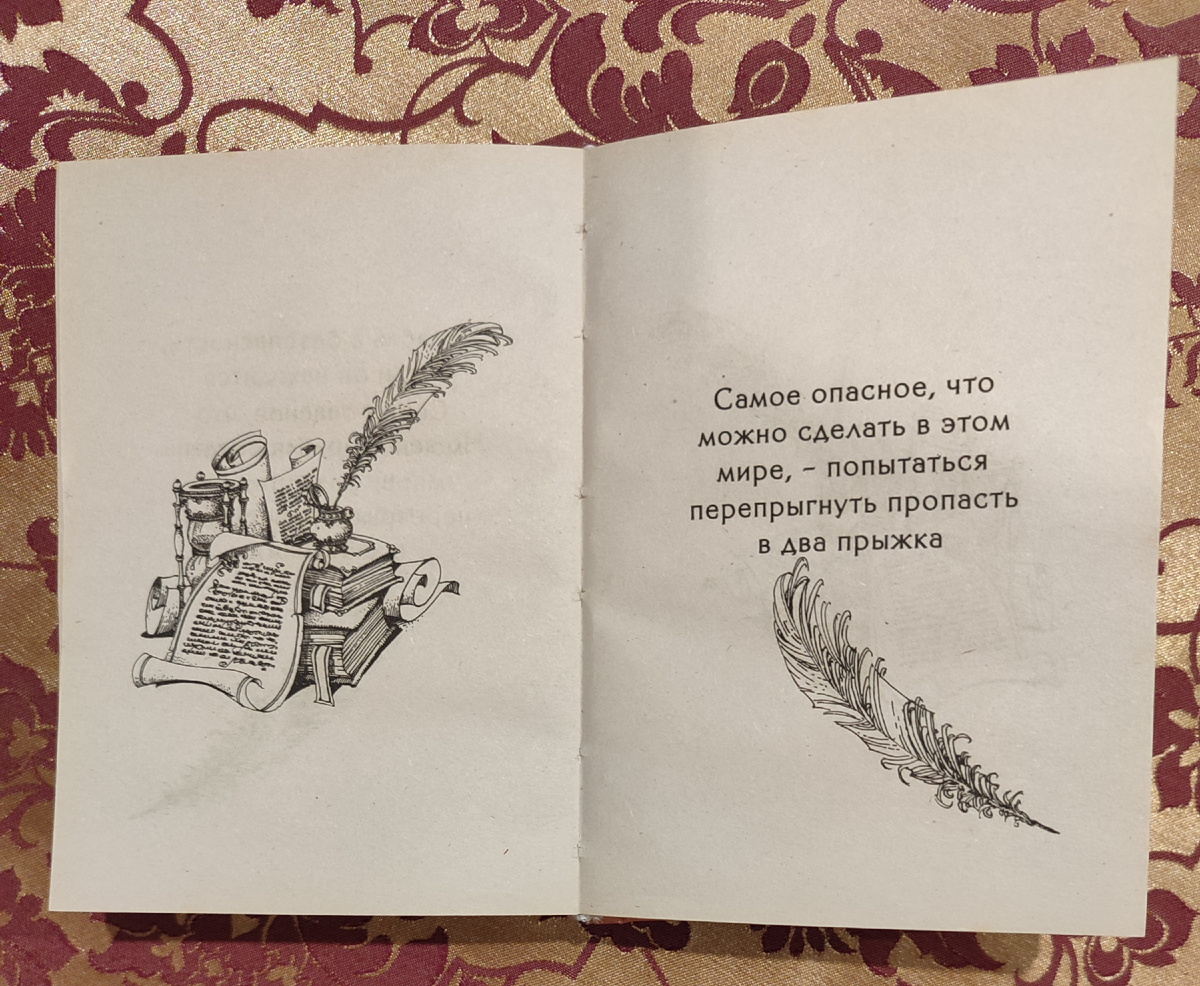 Самое опасное, что
можно сделать в этом
мире, – попытаться
перепрыгнуть пропасть
в два прыжка